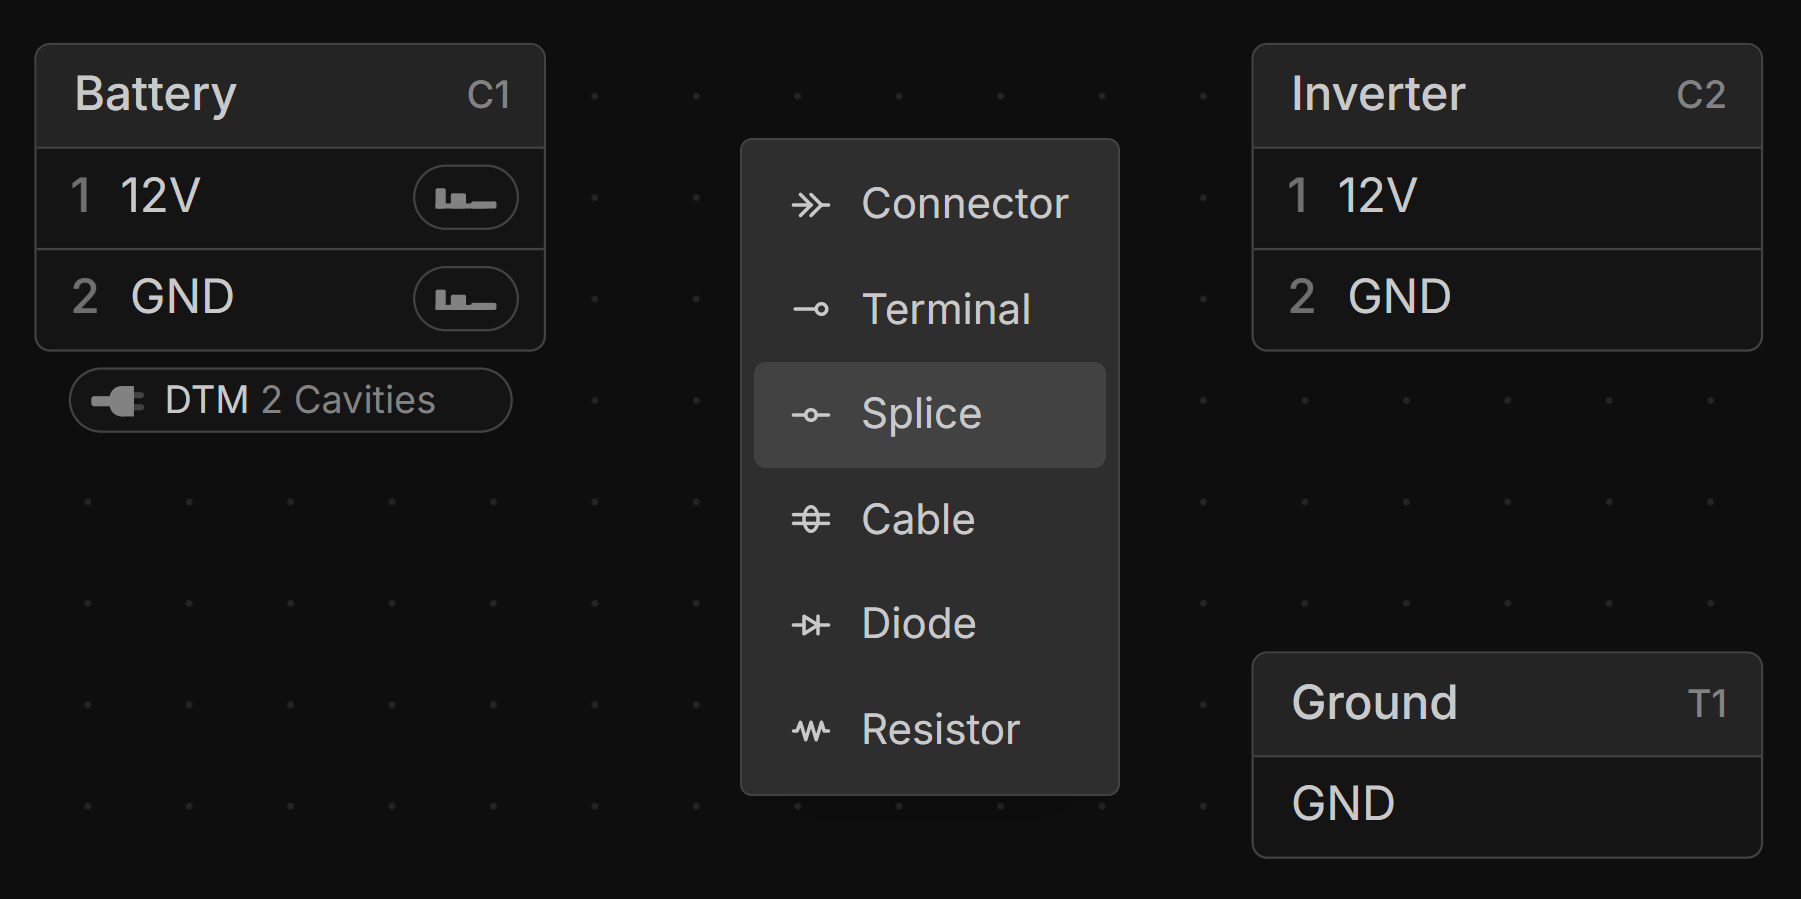 Battery C1
1 12V
2 GND
DTM 2 Cavities
Connector
Terminal
Splice
Cable
Diode
Resistor
Inverter C2
1 12V
2 GND
Ground T1
GND